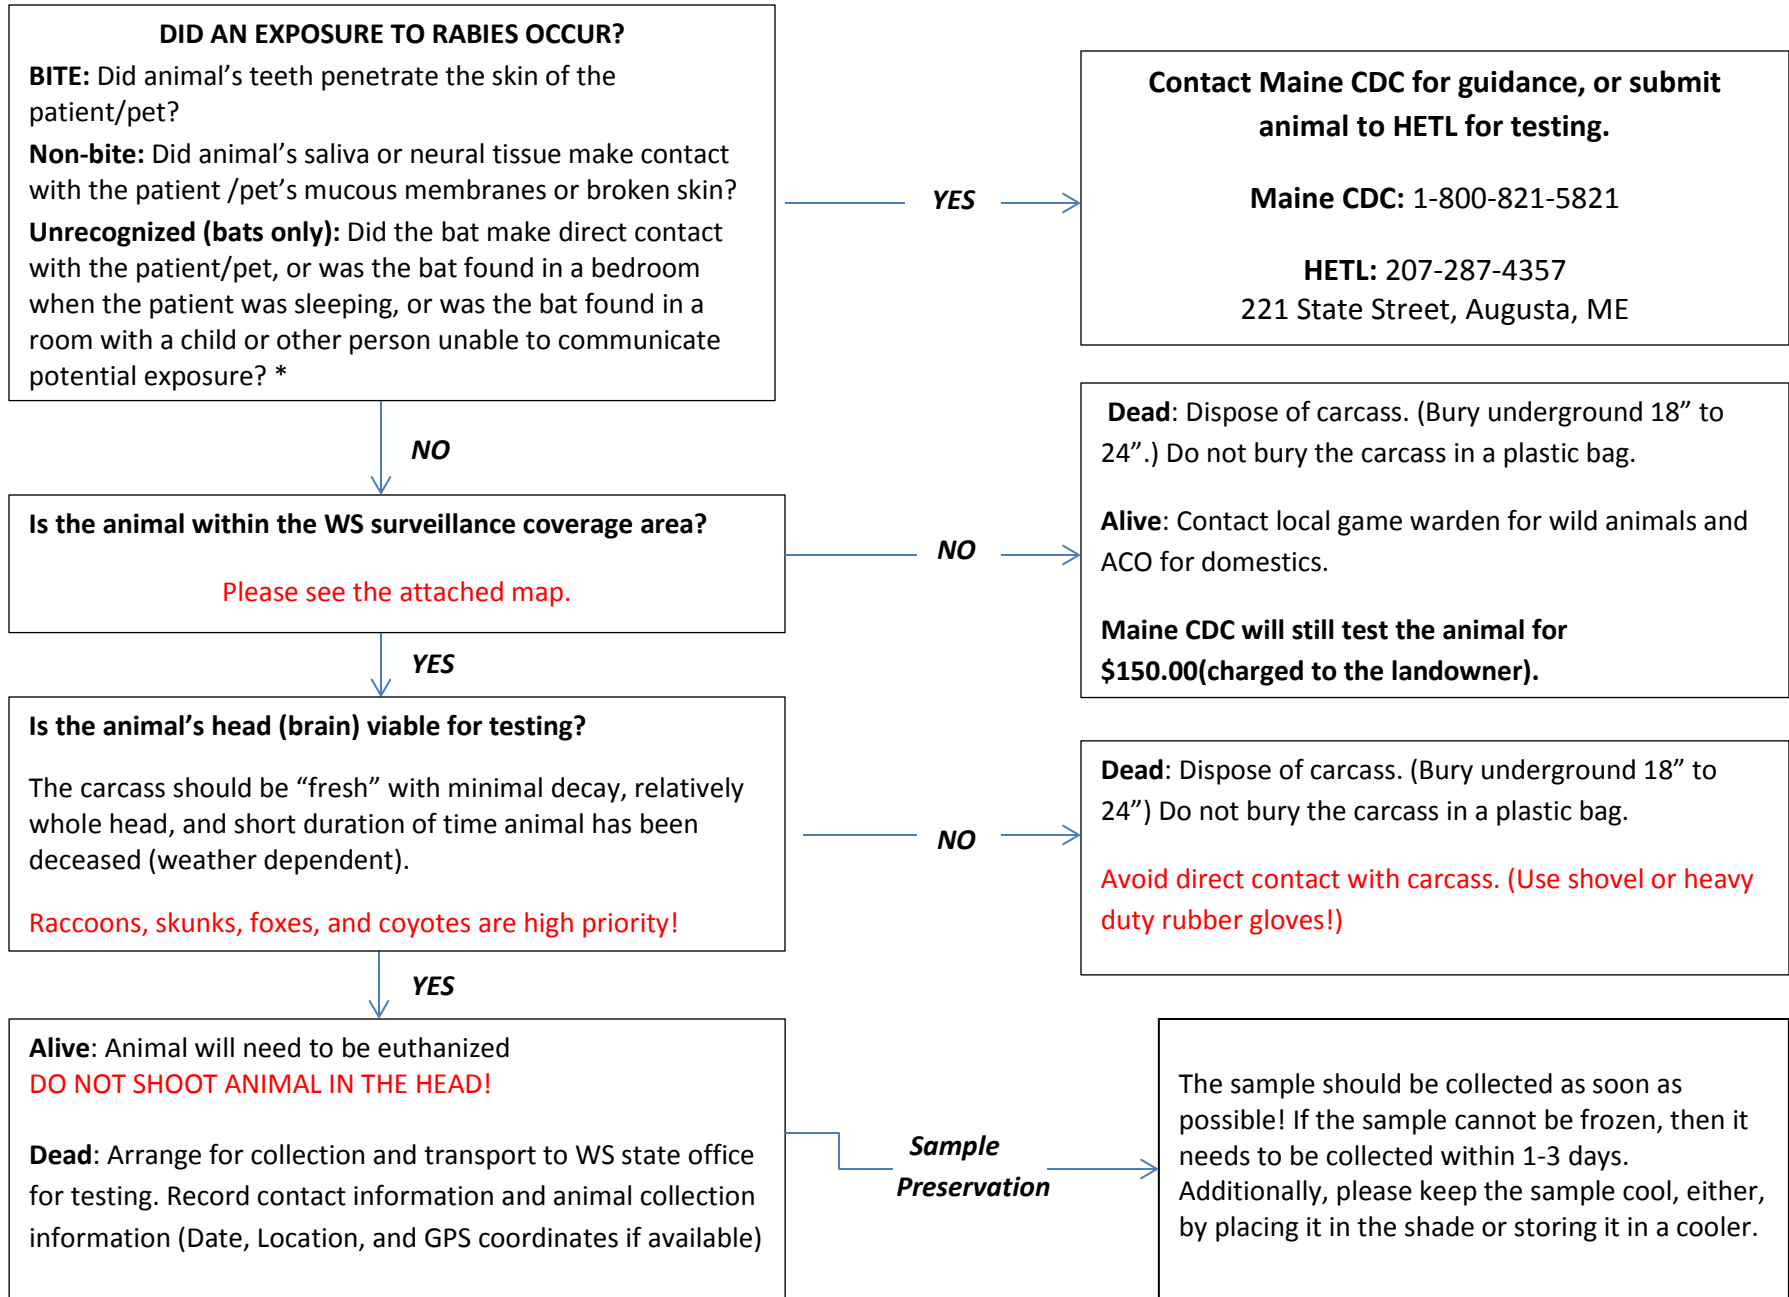 DID AN EXPOSURE TO RABIES OCCUR?
BITE: Did animal’s teeth penetrate the skin of the
patient/pet?
Non-bite: Did animal’s saliva or neural tissue make contact
with the patient /pet’s mucous membranes or broken skin?
Unrecognized (bats only): Did the bat make direct contact
with the patient/pet, or was the bat found in a bedroom
when the patient was sleeping, or was the bat found in a
room with a child or other person unable to communicate
potential exposure? *
YES
Contact Maine CDC for guidance, or submit
animal to HETL for testing.
Maine CDC: 1-800-821-5821
HETL: 207-287-4357
221 State Street, Augusta, ME
NO
Is the animal within the WS surveillance coverage area?
Please see the attached map.
NO
Dead: Dispose of carcass. (Bury underground 18” to
24”.) Do not bury the carcass in a plastic bag.
Alive: Contact local game warden for wild animals and
ACO for domestics.
Maine CDC will still test the animal for
$150.00(charged to the landowner).
YES
Is the animal’s head (brain) viable for testing?
The carcass should be “fresh” with minimal decay, relatively
whole head, and short duration of time animal has been
deceased (weather dependent).
Raccoons, skunks, foxes, and coyotes are high priority!
NO
Dead: Dispose of carcass. (Bury underground 18” to
24”) Do not bury the carcass in a plastic bag.
Avoid direct contact with carcass. (Use shovel or heavy
duty rubber gloves!)
YES
Alive: Animal will need to be euthanized
DO NOT SHOOT ANIMAL IN THE HEAD!
Dead: Arrange for collection and transport to WS state office
for testing. Record contact information and animal collection
information (Date, Location, and GPS coordinates if available)
Sample
Preservation
The sample should be collected as soon as
possible! If the sample cannot be frozen, then it
needs to be collected within 1-3 days.
Additionally, please keep the sample cool, either,
by placing it in the shade or storing it in a cooler.